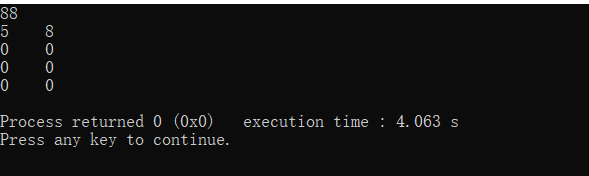 88
5    8
0    0
0    0
0    0
Process returned 0 (0x0)   execution time : 4.063 s
Press any key to continue.